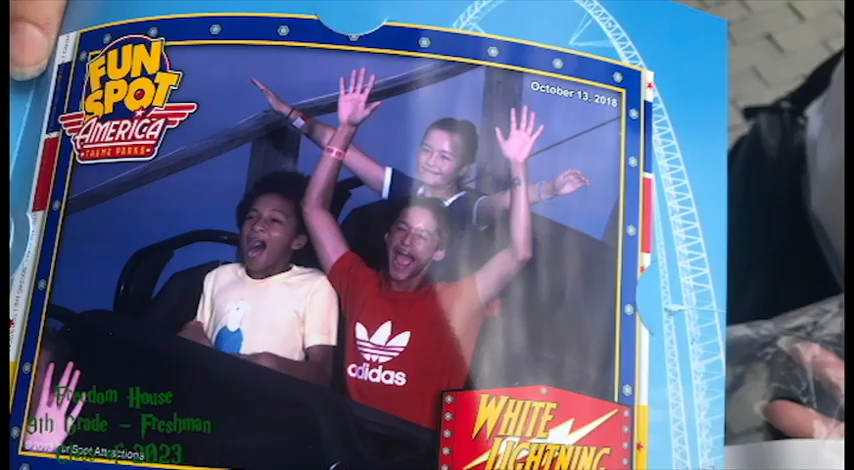 FUN
SPOT
AMERICA
THEME PARKS
October 13, 2018
adidas
Freedom House
9th Grade - Freshman
2023
WHITE
LIGHTNING
© 2013 Fun Spot Attractions